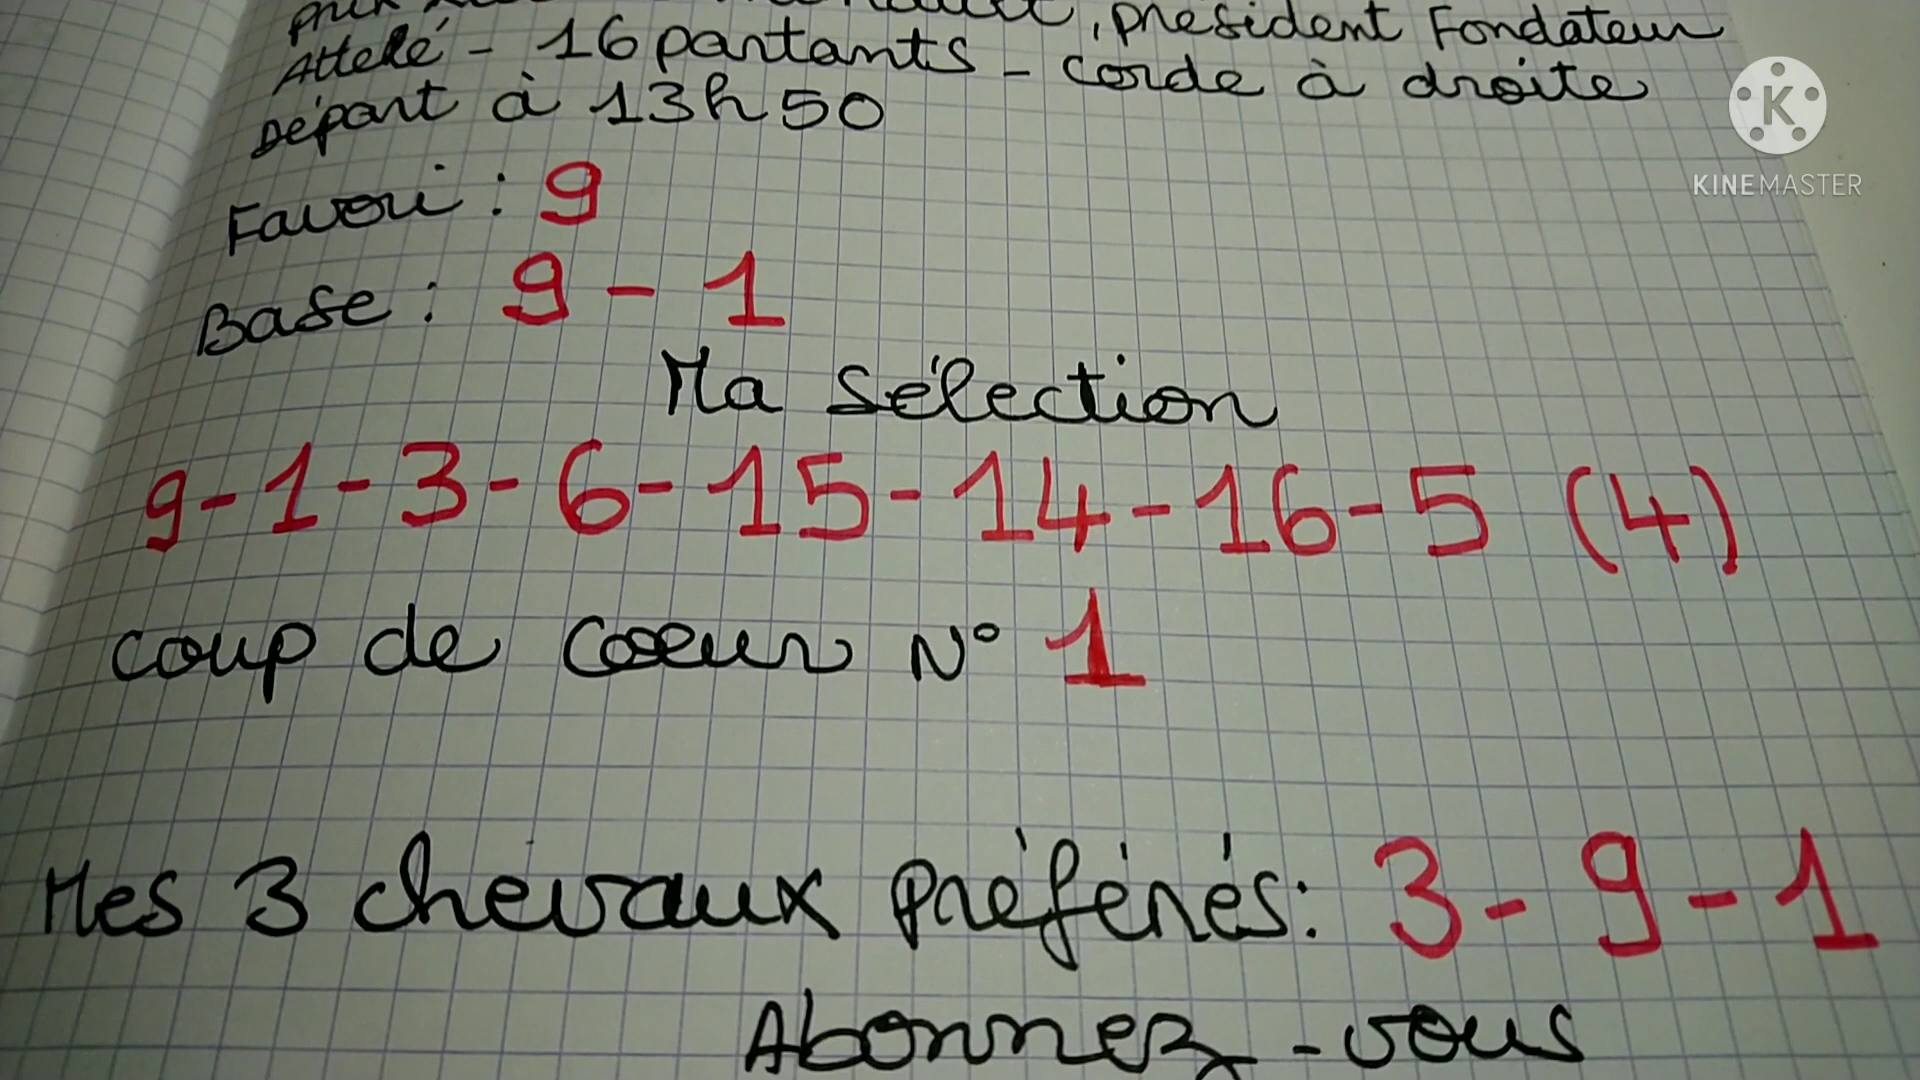 Prix , président Fondateur
Attelé - 16 partants - corde à droite
Départ à 13h50
Favori : 9
Base : 9 - 1
Ma sélection
9-1-3-6-15-14-16-5 (4)
coup de coeur N° 1
Mes 3 chevaux préférés: 3-9-1
Abonnez-vous
K
KINEMASTER